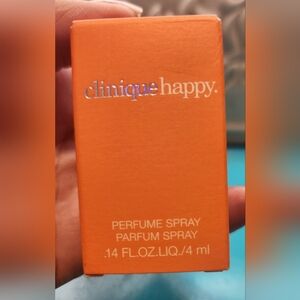 clinique happy.
PERFUME SPRAY
PARFUM SPRAY
.14 FL.OZ.LIQ./4 ml